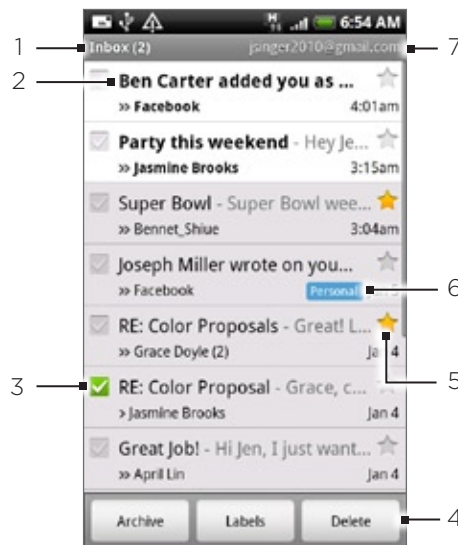 6:54 AM
1 Inbox (2) jsinger2010@gmail.com 7
2 Ben Carter added you as ...
» Facebook 4:01am
Party this weekend - Hey Je...
» Jasmine Brooks 3:15am
Super Bowl - Super Bowl wee...
» Bennet_Shiue 3:04am
Joseph Miller wrote on you...
» Facebook Personal 6
RE: Color Proposals - Great! L...
» Grace Doyle (2) Jan 4 5
3 RE: Color Proposal - Grace, c...
› Jasmine Brooks Jan 4
Great Job! - Hi Jen, I just want...
» April Lin Jan 4
Archive Labels Delete 4